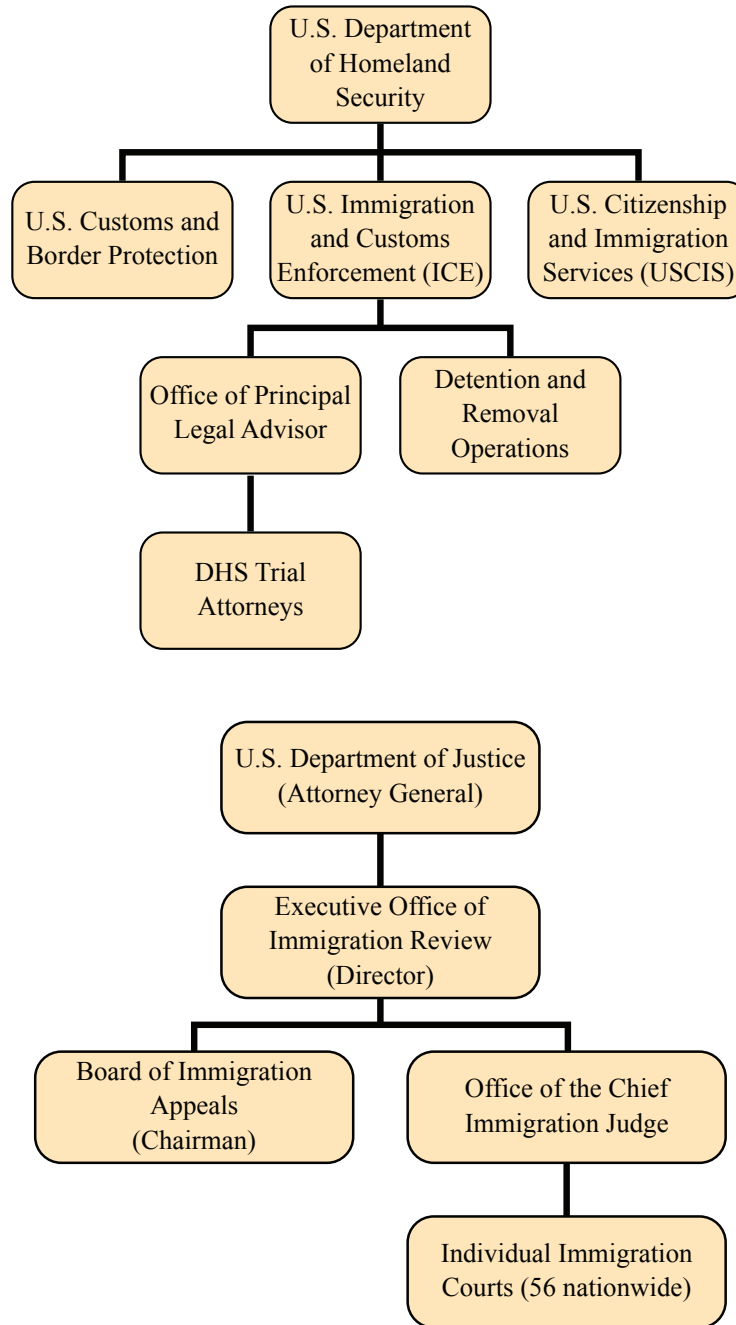 U.S. Department
of Homeland
Security
U.S. Customs and
Border Protection
U.S. Immigration
and Customs
Enforcement (ICE)
U.S. Citizenship
and Immigration
Services (USCIS)
Office of Principal
Legal Advisor
Detention and
Removal
Operations
DHS Trial
Attorneys
U.S. Department of Justice
(Attorney General)
Executive Office of
Immigration Review
(Director)
Board of Immigration
Appeals
(Chairman)
Office of the Chief
Immigration Judge
Individual Immigration
Courts (56 nationwide)